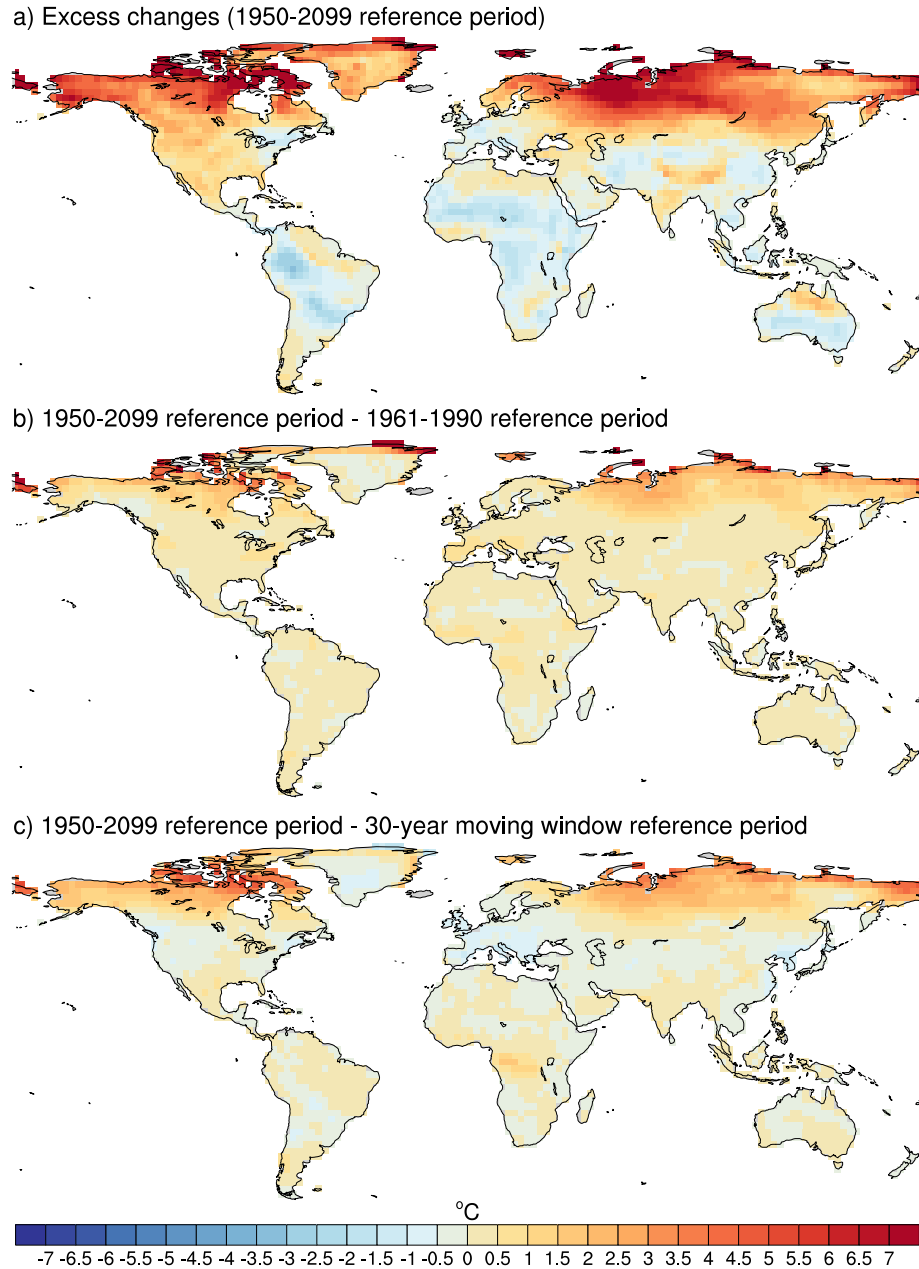 a) Excess changes (1950-2099 reference period)
b) 1950-2099 reference period - 1961-1990 reference period
c) 1950-2099 reference period - 30-year moving window reference period
°C
-7 -6.5 -6 -5.5 -5 -4.5 -4 -3.5 -3 -2.5 -2 -1.5 -1 -0.5 0 0.5 1 1.5 2 2.5 3 3.5 4 4.5 5 5.5 6 6.5 7